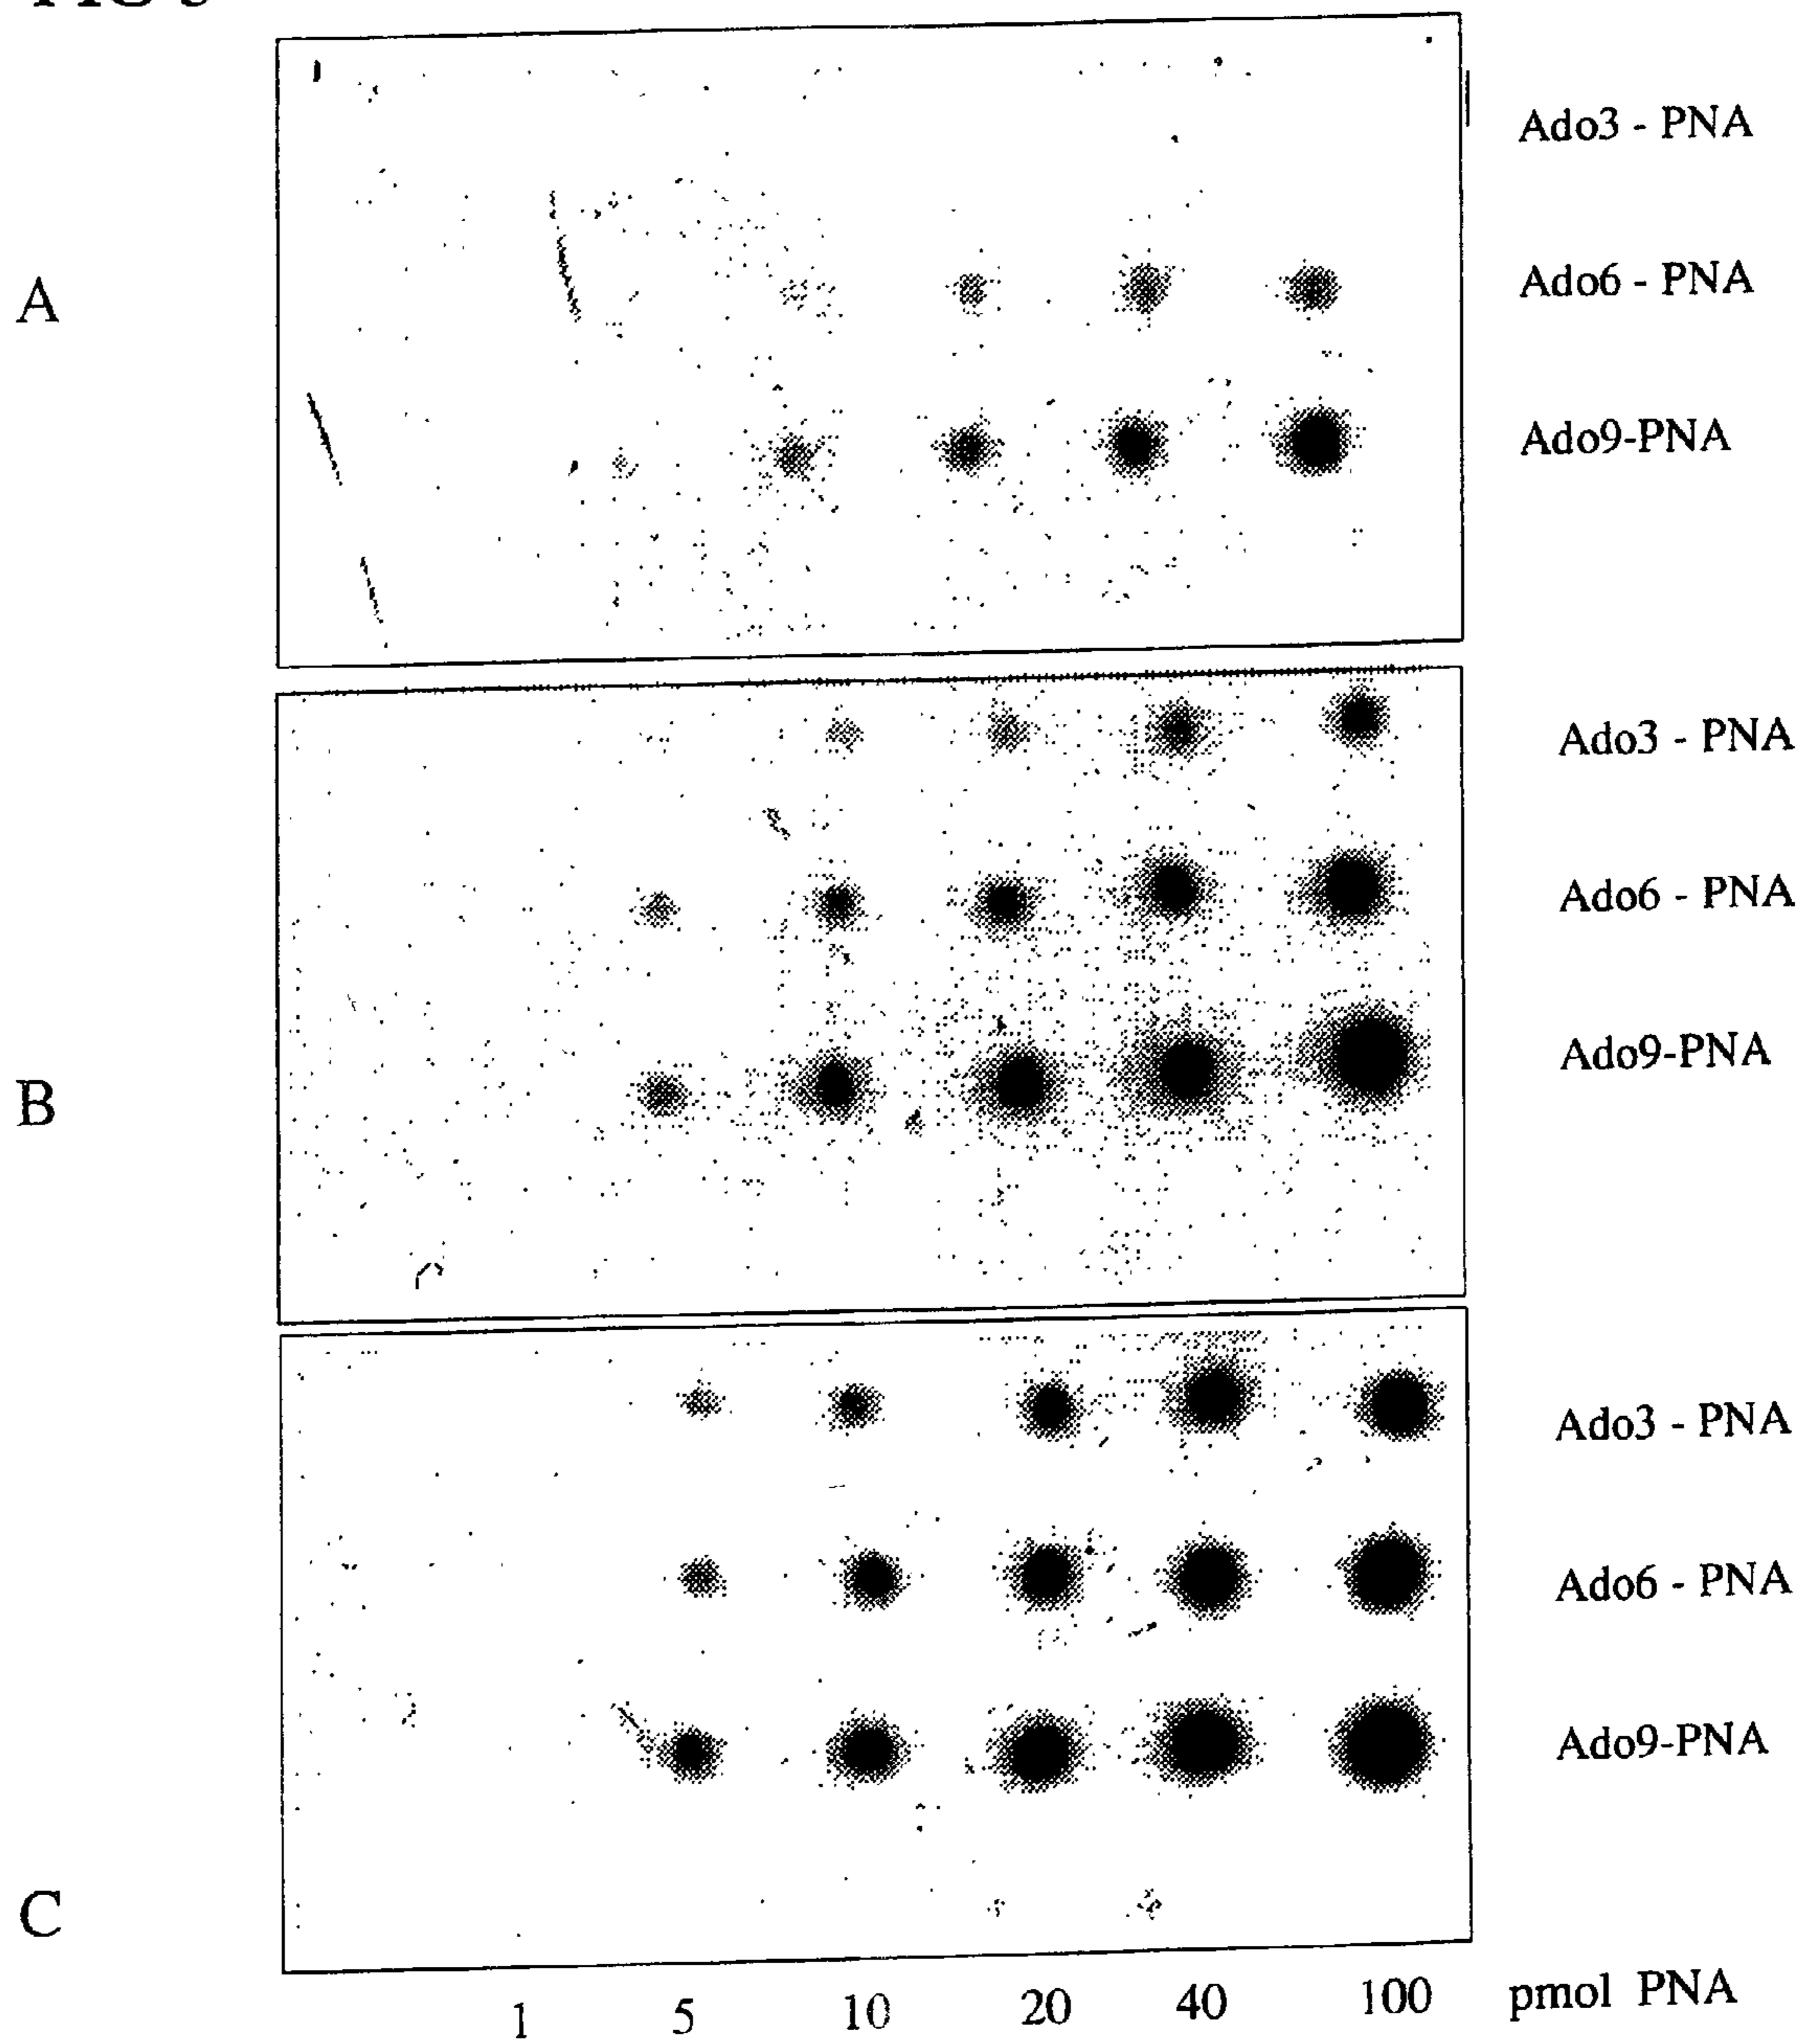 Ado3 - PNA
A
Ado6 - PNA
Ado9-PNA
Ado3 - PNA
Ado6 - PNA
Ado9-PNA
B
Ado3 - PNA
Ado6 - PNA
Ado9-PNA
C
1 5 10 20 40 100 pmol PNA